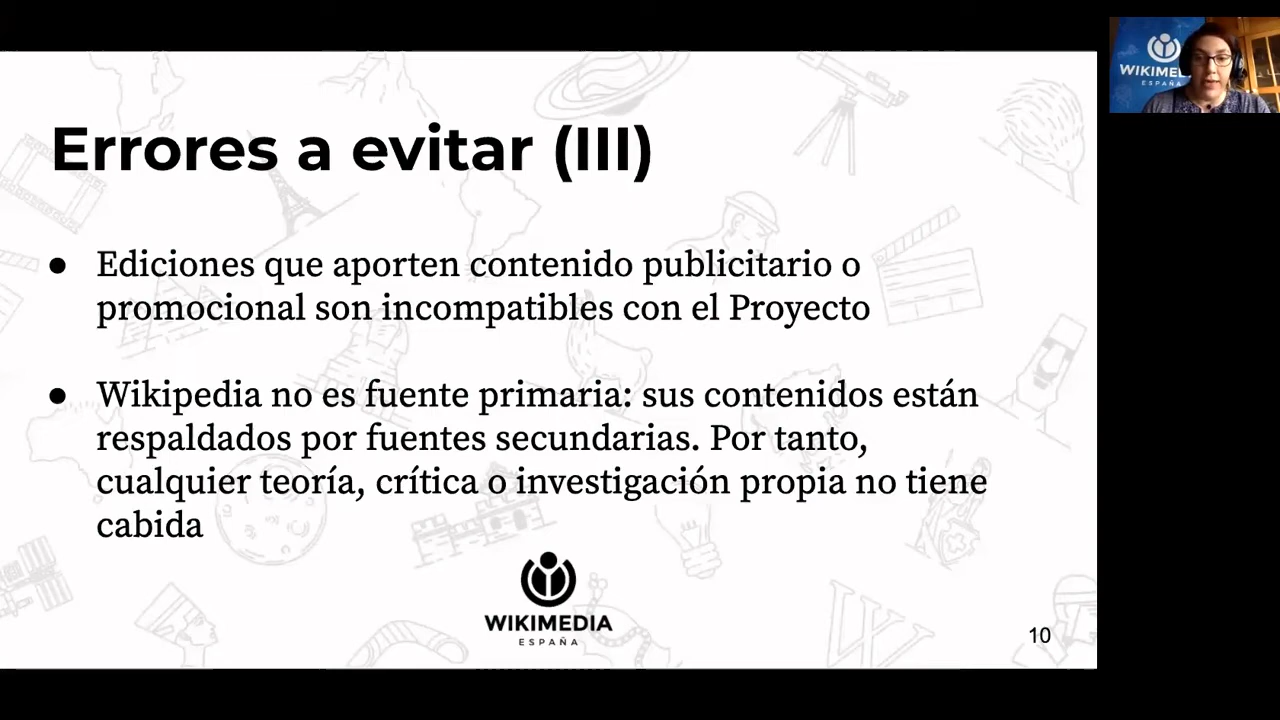 Errores a evitar (III)
● Ediciones que aporten contenido publicitario o
promocional son incompatibles con el Proyecto
● Wikipedia no es fuente primaria: sus contenidos están
respaldados por fuentes secundarias. Por tanto,
cualquier teoría, crítica o investigación propia no tiene
cabida
WIKIMEDIA
ESPAÑA
10
WIKIMEDI
ESPAÑA